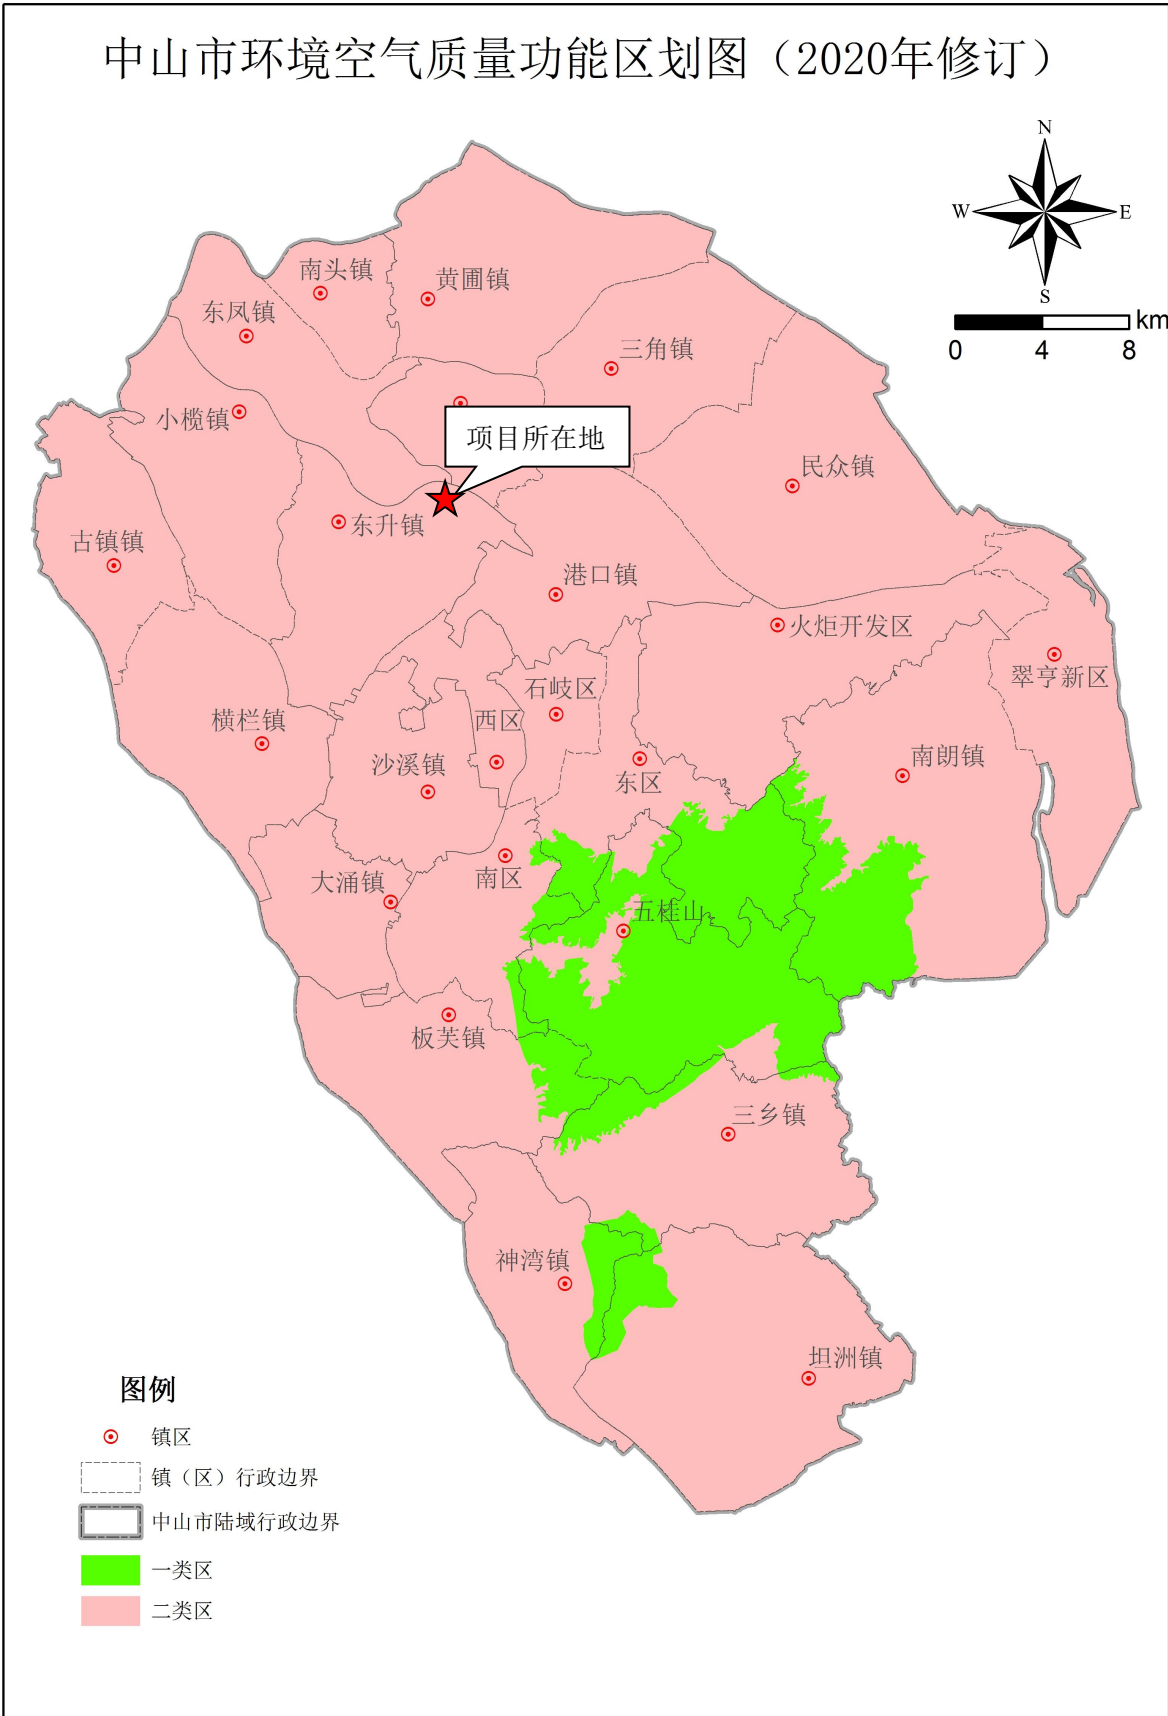 中山市环境空气质量功能区划图（2020年修订）
N
W
E
S
km
0
4
8
南头镇
黄圃镇
东凤镇
三角镇
小榄镇
项目所在地
民众镇
东升镇
古镇镇
港口镇
火炬开发区
翠亨新区
石岐区
横栏镇
西区
南朗镇
沙溪镇
东区
南区
大涌镇
五桂山
板芙镇
三乡镇
神湾镇
坦洲镇
图例
镇区
镇（区）行政边界
中山市陆域行政边界
一类区
二类区